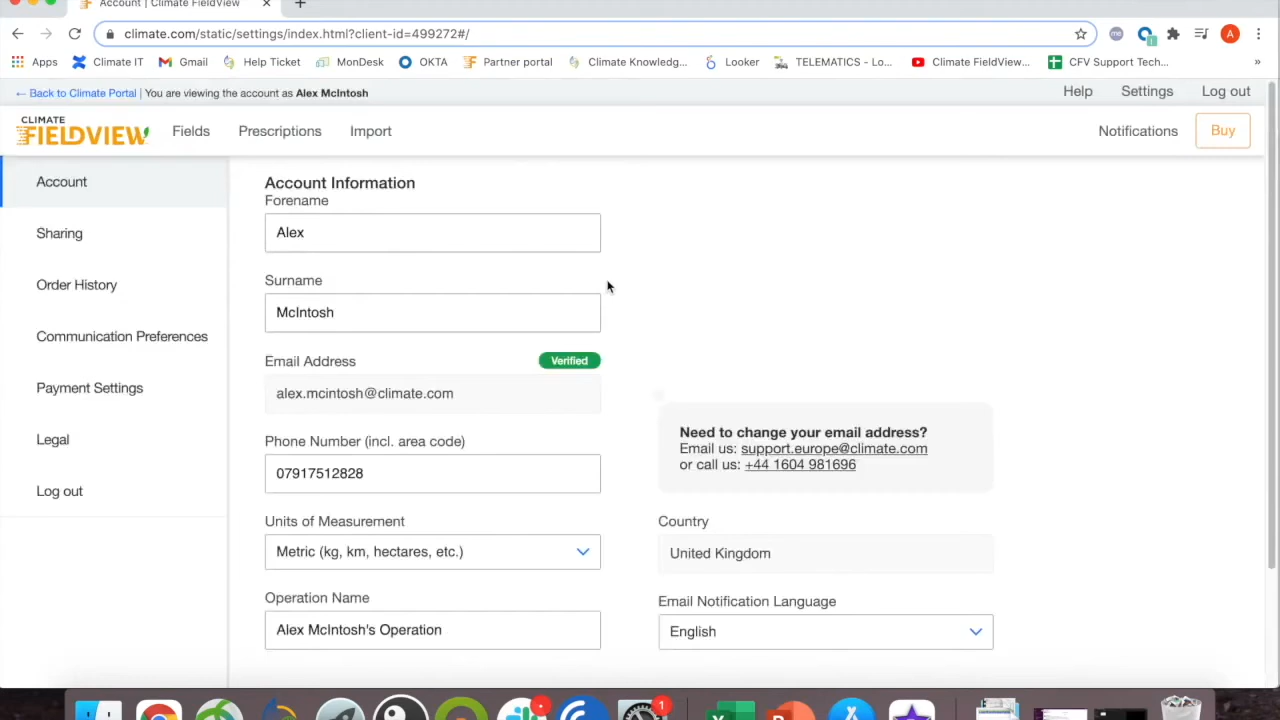 Account | Climate FieldView
climate.com/static/settings/index.html?client-id=499272#/
me
1
A
Apps
Climate IT
Gmail
Help Ticket
MonDesk
OKTA
Partner portal
Climate Knowledg...
Looker
TELEMATICS - Lo...
Climate FieldView...
CFV Support Tech...
»
← Back to Climate Portal | You are viewing the account as Alex McIntosh
Help
Settings
Log out
CLIMATE
FIELDVIEW
Fields
Prescriptions
Import
Notifications
Buy
Account
Sharing
Order History
Communication Preferences
Payment Settings
Legal
Log out
Account Information
Forename
Alex
Surname
McIntosh
Email Address
Verified
alex.mcintosh@climate.com
Phone Number (incl. area code)
07917512828
Need to change your email address?
Email us: support.europe@climate.com
or call us: +44 1604 981696
Units of Measurement
Metric (kg, km, hectares, etc.)
Country
United Kingdom
Operation Name
Alex McIntosh's Operation
Email Notification Language
English
1